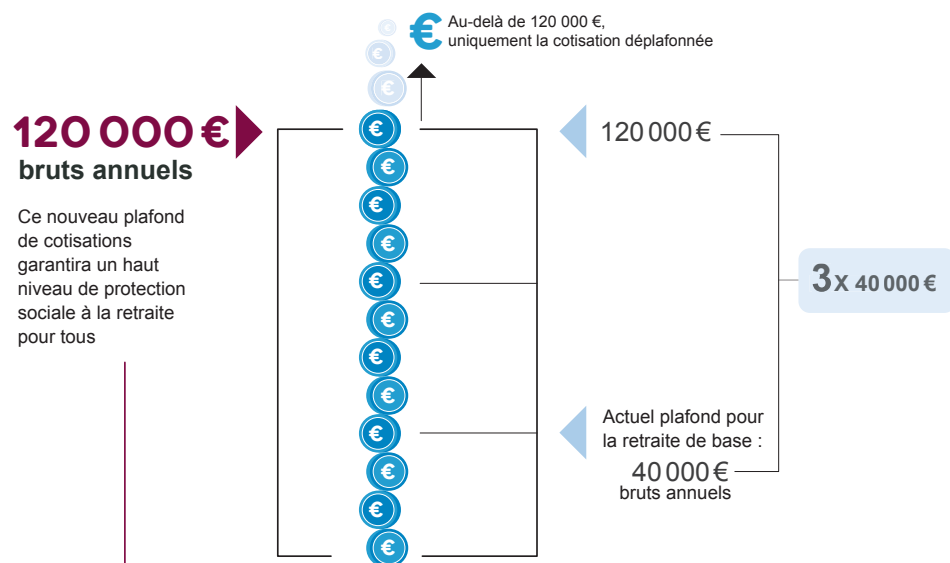 Au-delà de 120 000 €,
uniquement la cotisation déplafonnée
120 000 €
bruts annuels
Ce nouveau plafond
de cotisations
garantira un haut
niveau de protection
sociale à la retraite
pour tous
120 000 €
3x 40 000 €
Actuel plafond pour
la retraite de base :
40 000 €
bruts annuels